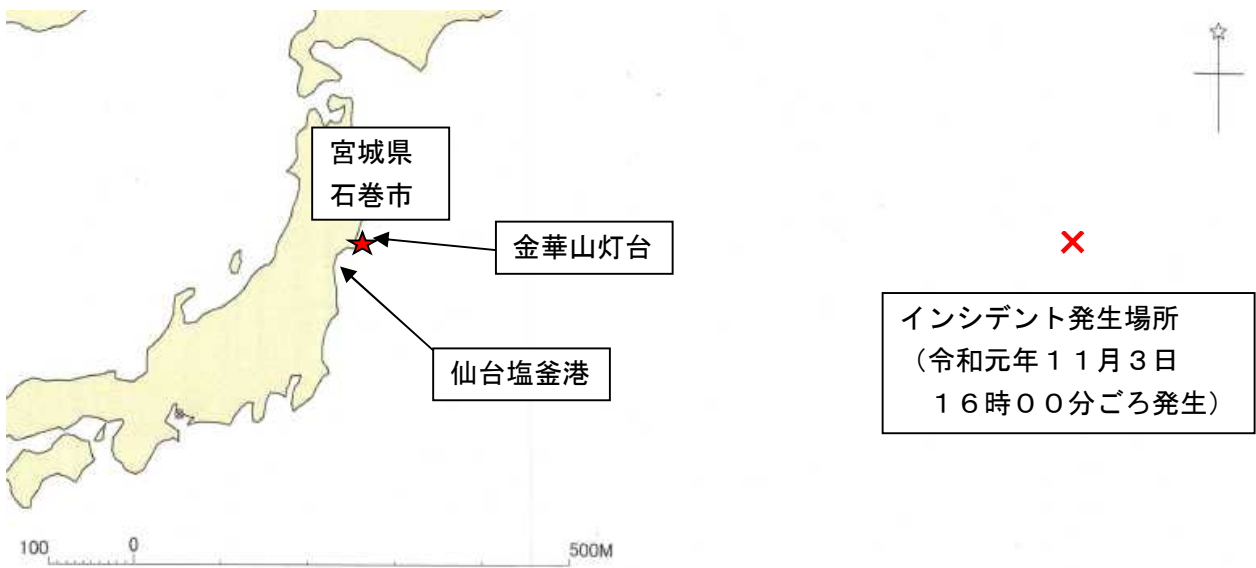 宮城県
石巻市
金華山灯台
仙台塩釜港
インシデント発生場所
（令和元年１１月３日
１６時００分ごろ発生）
100 0 500M